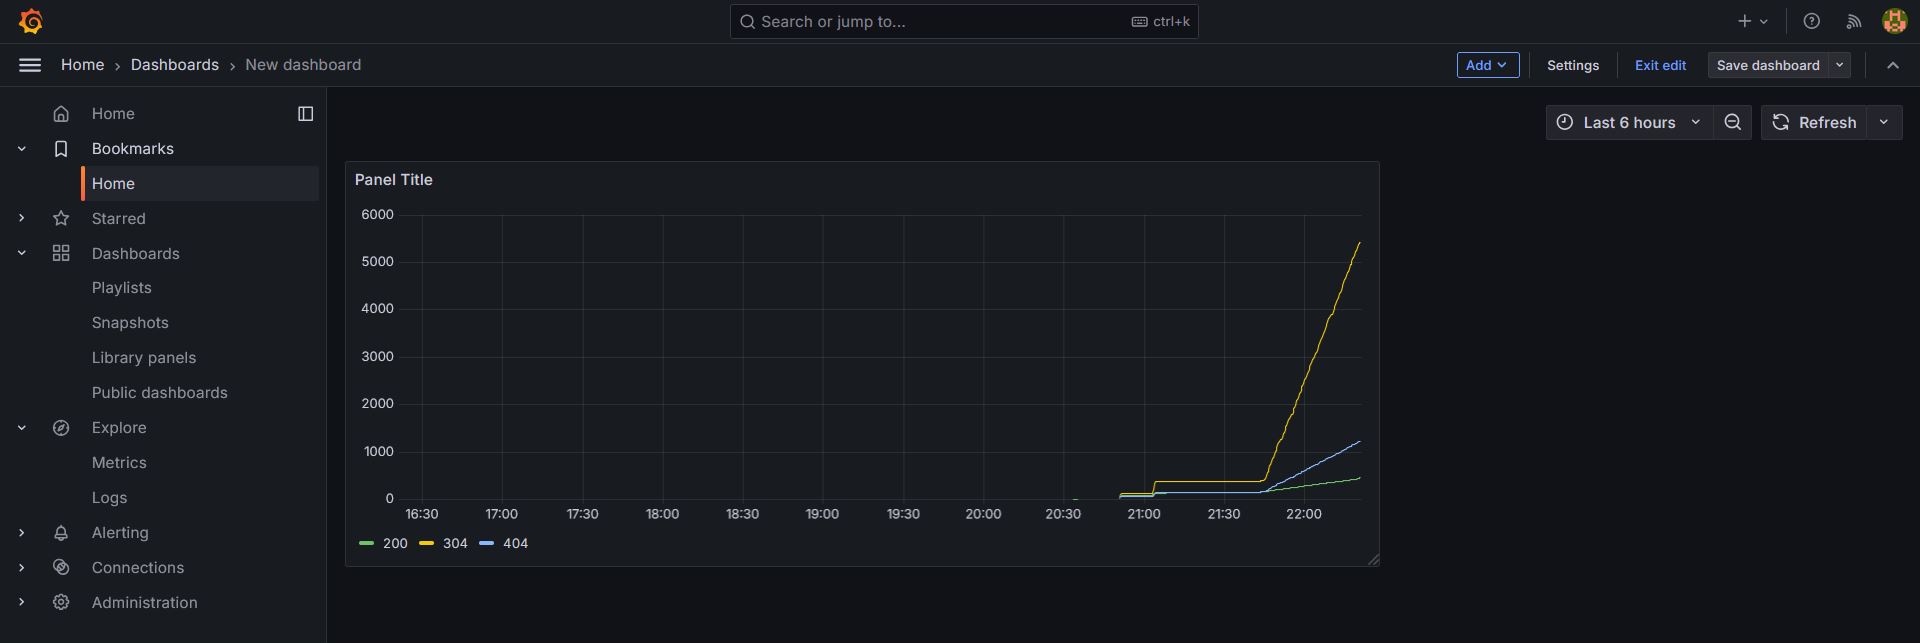 Search or jump to... ctrl+k
Home › Dashboards › New dashboard Add Settings Exit edit Save dashboard
Home
Bookmarks
Home
Starred
Dashboards
Playlists
Snapshots
Library panels
Public dashboards
Explore
Metrics
Logs
Alerting
Connections
Administration
Last 6 hours Refresh
Panel Title
6000
5000
4000
3000
2000
1000
0
16:30 17:00 17:30 18:00 18:30 19:00 19:30 20:00 20:30 21:00 21:30 22:00
200 304 404